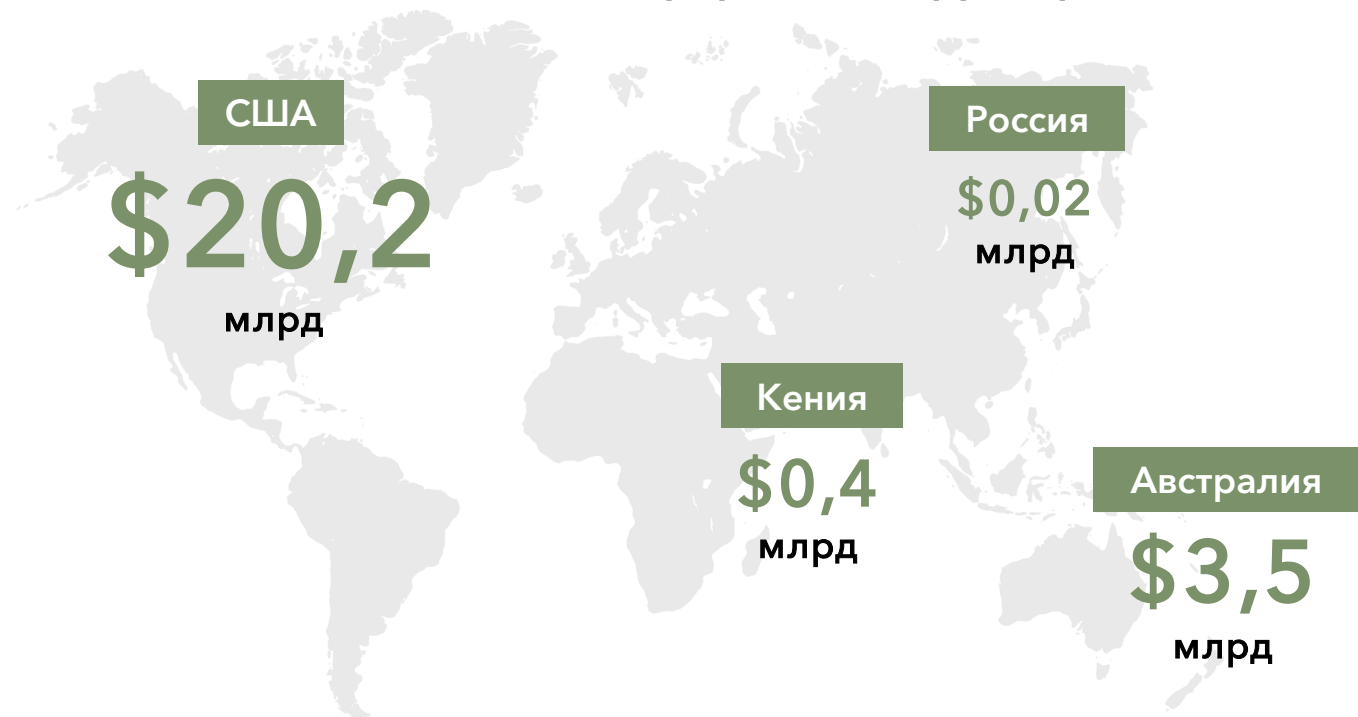 США
$20,2
млрд
Россия
$0,02
млрд
Кения
$0,4
млрд
Австралия
$3,5
млрд